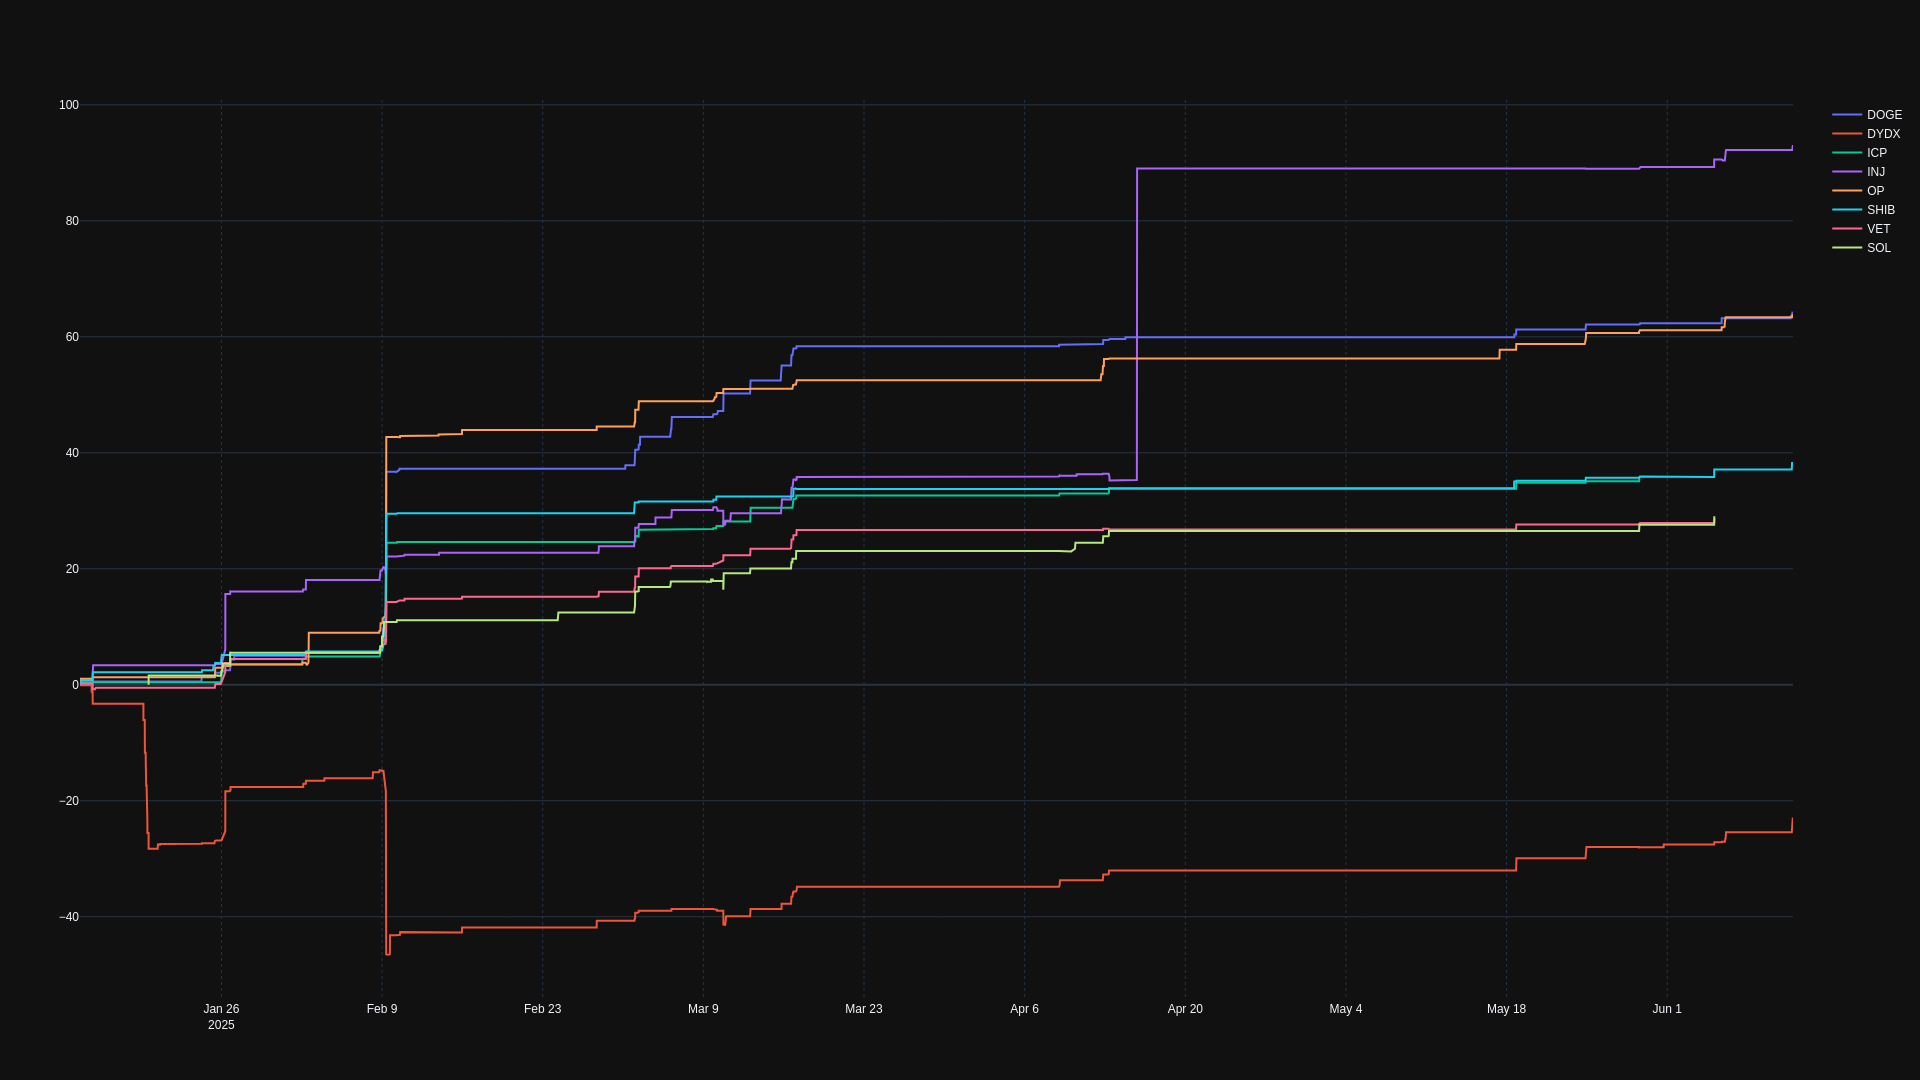 100
80
60
40
20
0
−20
−40
Jan 26
2025
Feb 9
Feb 23
Mar 9
Mar 23
Apr 6
Apr 20
May 4
May 18
Jun 1
DOGE
DYDX
ICP
INJ
OP
SHIB
VET
SOL